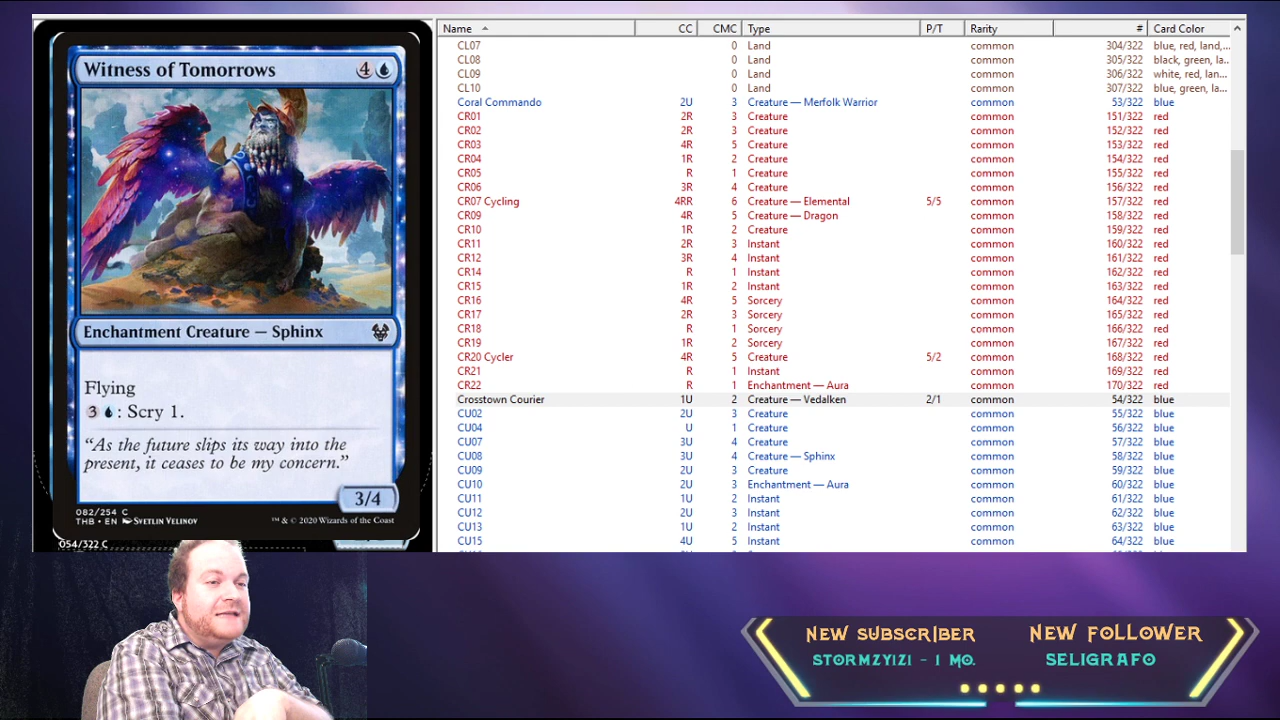 Witness of Tomorrows 4
Enchantment Creature — Sphinx
Flying
3 : Scry 1.
“As the future slips its way into the
present, it ceases to be my concern.”
3/4
082/254 C
THB • EN SVETLIN VELINOV ™ & © 2020 Wizards of the Coast
054/322 C
Name CC CMC Type P/T Rarity # Card Color
CL07 0 Land common 304/322 blue, red, land,...
CL08 0 Land common 305/322 black, green, la...
CL09 0 Land common 306/322 white, red, lan...
CL10 0 Land common 307/322 blue, green, la...
Coral Commando 2U 3 Creature — Merfolk Warrior common 53/322 blue
CR01 2R 3 Creature common 151/322 red
CR02 2R 3 Creature common 152/322 red
CR03 4R 5 Creature common 153/322 red
CR04 1R 2 Creature common 154/322 red
CR05 R 1 Creature common 155/322 red
CR06 3R 4 Creature common 156/322 red
CR07 Cycling 4RR 6 Creature — Elemental 5/5 common 157/322 red
CR09 4R 5 Creature — Dragon common 158/322 red
CR10 1R 2 Creature common 159/322 red
CR11 2R 3 Instant common 160/322 red
CR12 3R 4 Instant common 161/322 red
CR14 R 1 Instant common 162/322 red
CR15 1R 2 Instant common 163/322 red
CR16 4R 5 Sorcery common 164/322 red
CR17 2R 3 Sorcery common 165/322 red
CR18 R 1 Sorcery common 166/322 red
CR19 1R 2 Sorcery common 167/322 red
CR20 Cycler 4R 5 Creature 5/2 common 168/322 red
CR21 R 1 Instant common 169/322 red
CR22 R 1 Enchantment — Aura common 170/322 red
Crosstown Courier 1U 2 Creature — Vedalken 2/1 common 54/322 blue
CU02 2U 3 Creature common 55/322 blue
CU04 U 1 Creature common 56/322 blue
CU07 3U 4 Creature common 57/322 blue
CU08 3U 4 Creature — Sphinx common 58/322 blue
CU09 2U 3 Creature common 59/322 blue
CU10 2U 3 Enchantment — Aura common 60/322 blue
CU11 1U 2 Instant common 61/322 blue
CU12 2U 3 Instant common 62/322 blue
CU13 1U 2 Instant common 63/322 blue
CU15 4U 5 Instant common 64/322 blue
NEW SUBSCRIBER
STORMZYIZI - 1 MO.
NEW FOLLOWER
SELIGRAFO